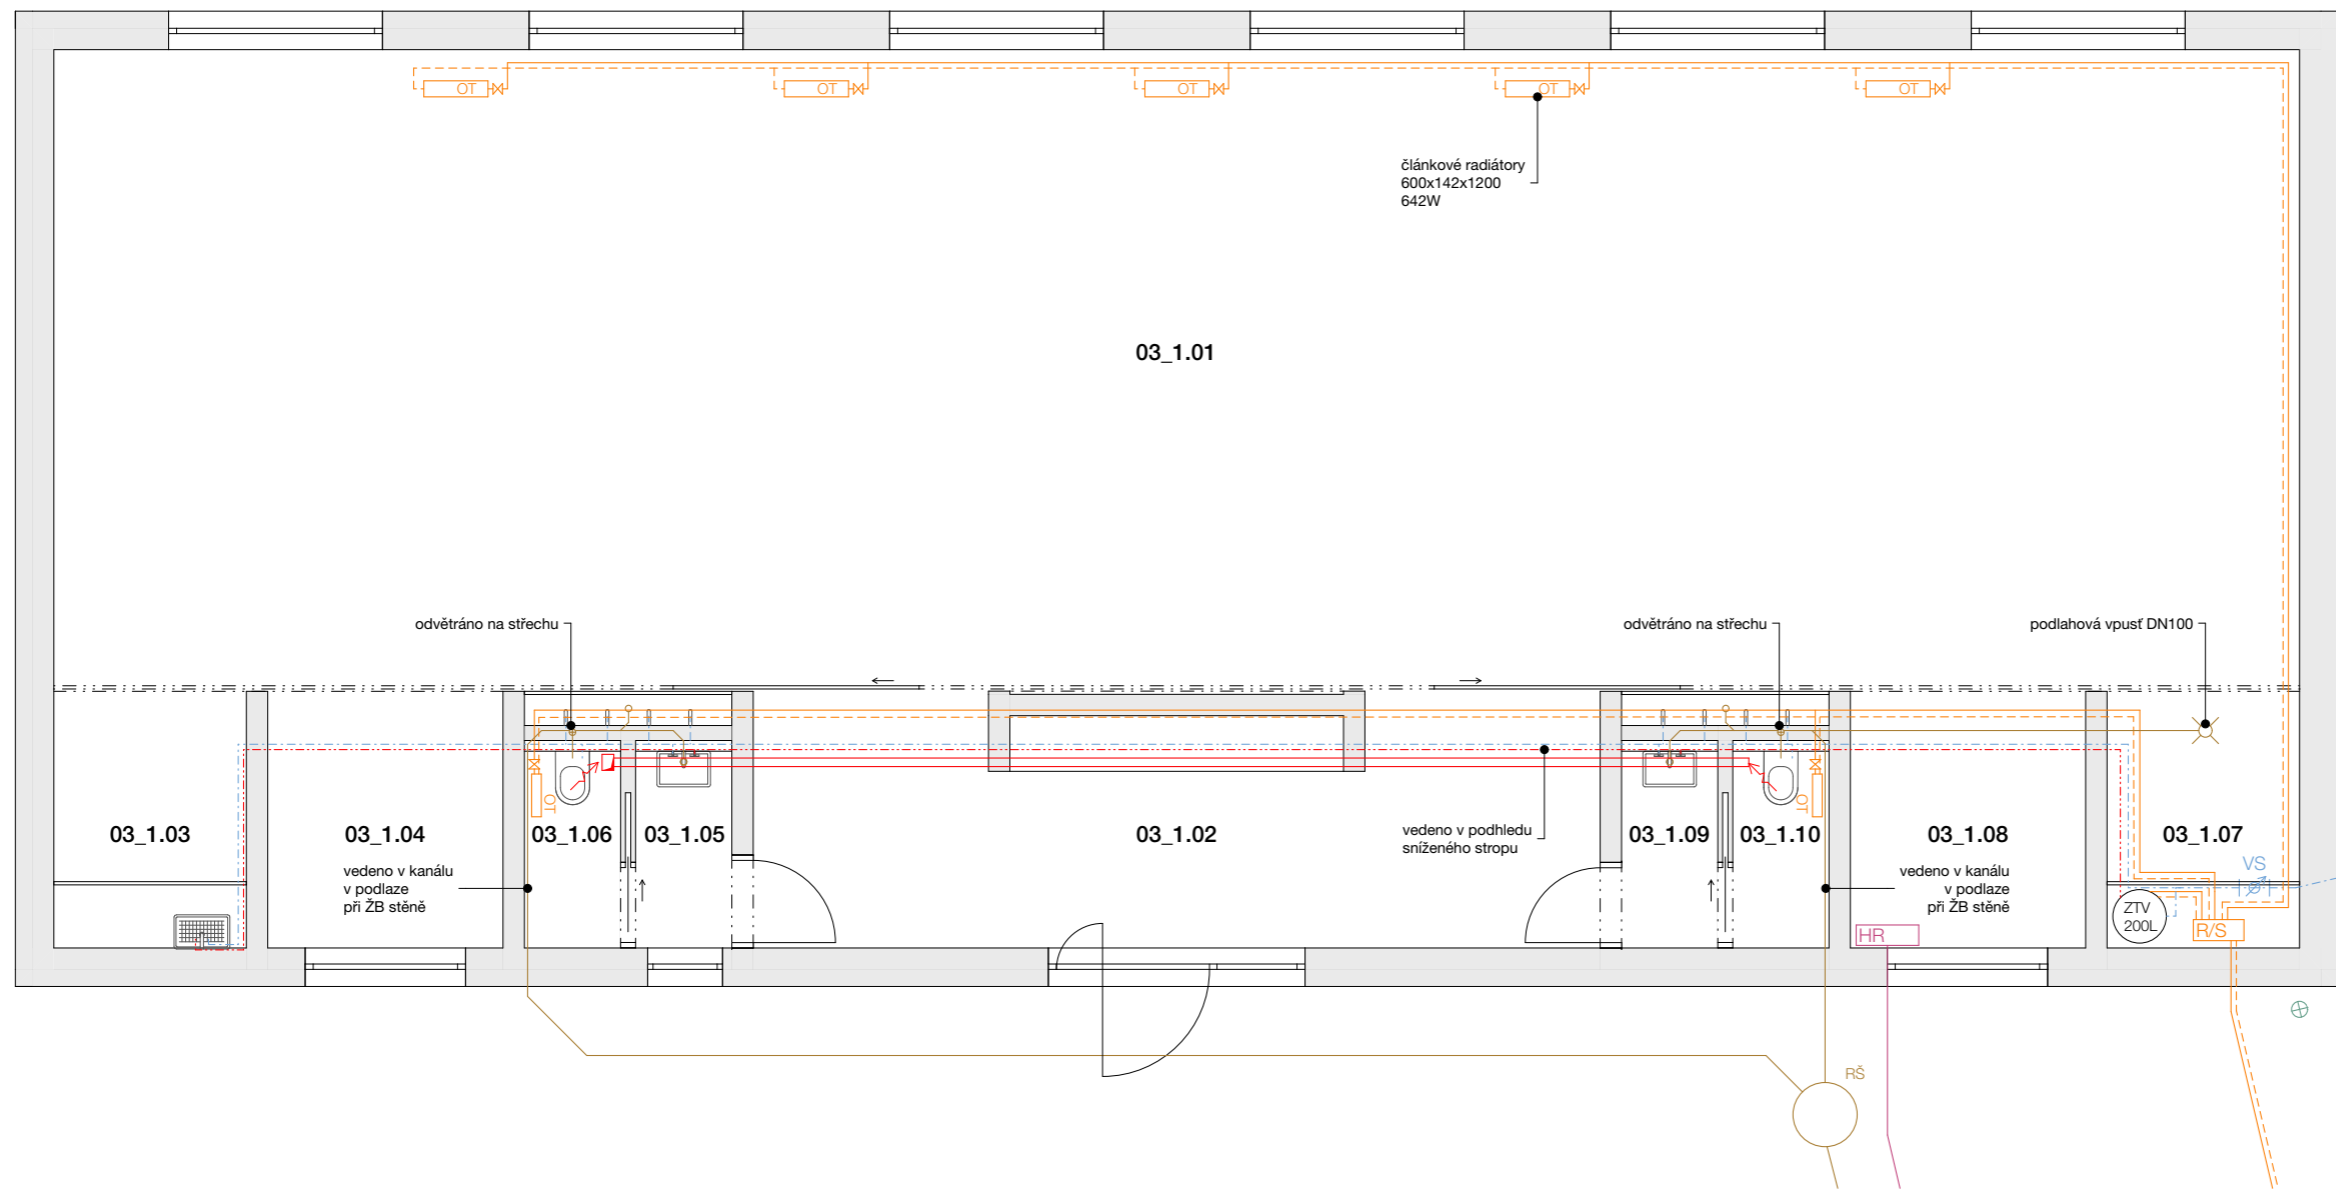 OT
OT
OT
OT
OT
článkové radiátory
600x142x1200
642W
03_1.01
odvětráno na střechu
odvětráno na střechu
podlahová vpusť DN100
OT
OT
03_1.03
03_1.04
03_1.06
03_1.05
03_1.02
vedeno v podhledu
sníženého stropu
03_1.09
03_1.10
03_1.08
03_1.07
vedeno v kanálu
v podlaze
při ŽB stěně
vedeno v kanálu
v podlaze
při ŽB stěně
VS
ZTV
200L
R/S
HR
RŠ